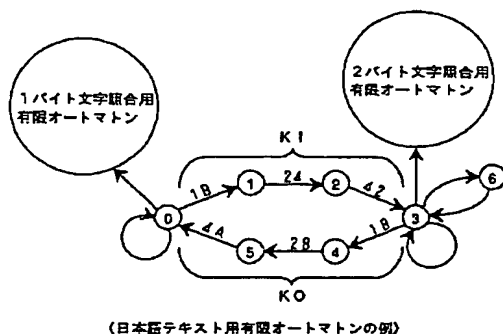 1バイト文字照合用
有限オートマトン
2バイト文字照合用
有限オートマトン
KI
1B
24
42
0
1
2
3
6
4A
28
1B
5
4
KO
(日本語テキスト用有限オートマトンの例)